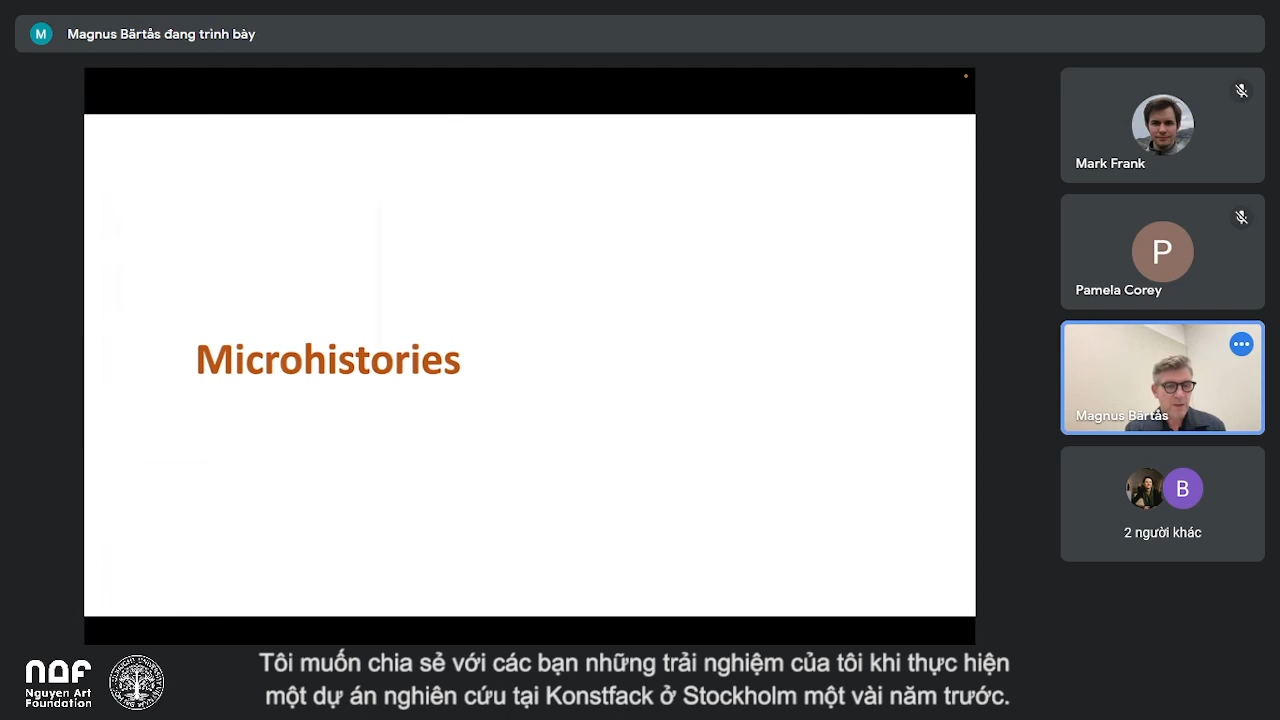 M
Magnus Bärtås đang trình bày
Mark Frank
P
Pamela Corey
Magnus Bärtås
B
2 người khác
Microhistories
naf
Nguyen Art
Foundation
Tôi muốn chia sẻ với các bạn những trải nghiệm của tôi khi thực hiện
một dự án nghiên cứu tại Konstfack ở Stockholm một vài năm trước.